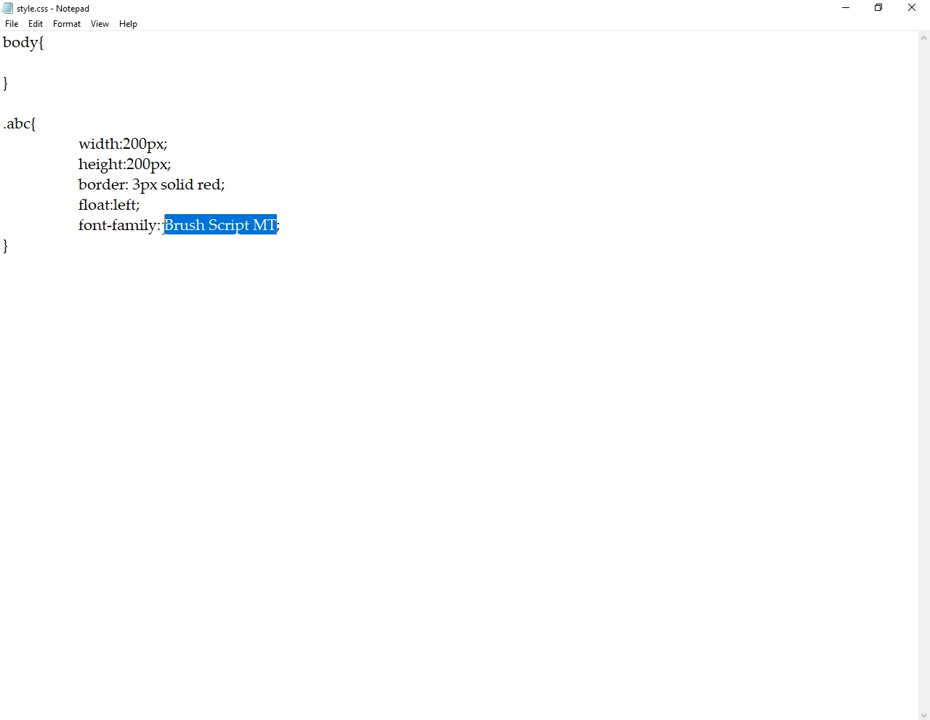 style.css - Notepad
File Edit Format View Help
body{
}
.abc{
width:200px;
height:200px;
border: 3px solid red;
float:left;
font-family: Brush Script MT;
}